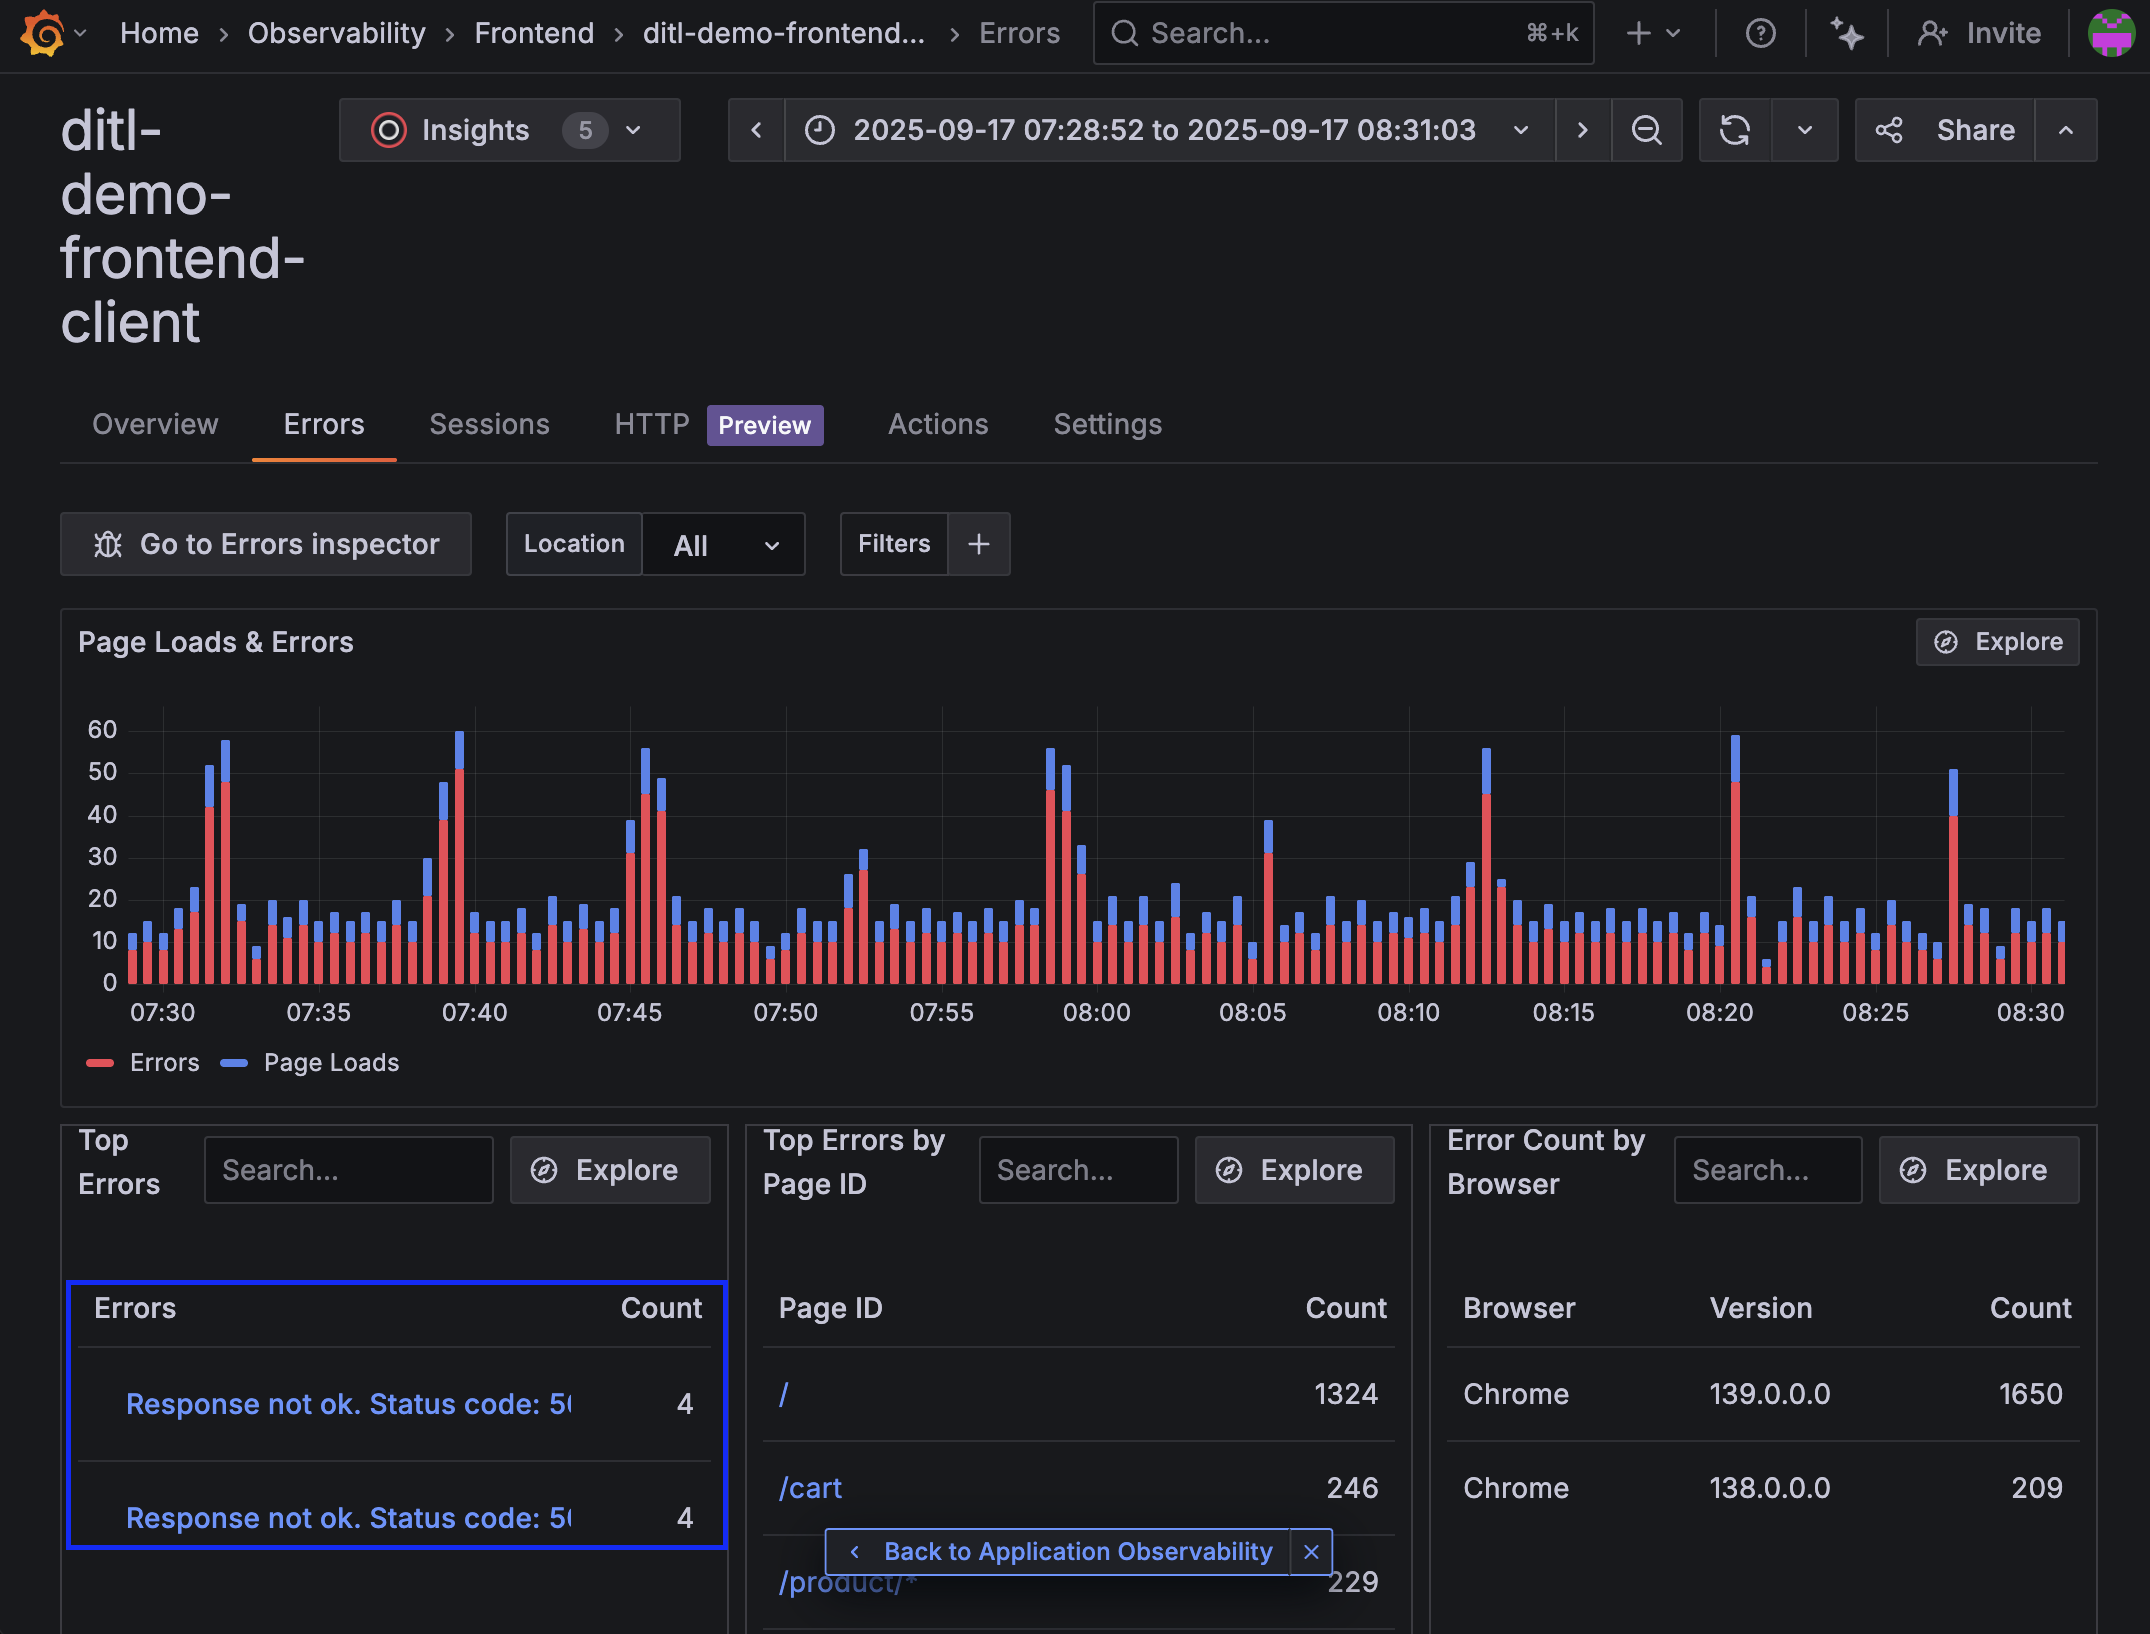 Home › Observability › Frontend › ditl-demo-frontend... › Errors
Search... ⌘+k
Invite
ditl-
demo-
frontend-
client
Insights 5
2025-09-17 07:28:52 to 2025-09-17 08:31:03
Share
Overview Errors Sessions HTTP Preview Actions Settings
Go to Errors inspector
Location All
Filters +
Page Loads & Errors
Explore
60
50
40
30
20
10
0
07:30 07:35 07:40 07:45 07:50 07:55 08:00 08:05 08:10 08:15 08:20 08:25 08:30
Errors Page Loads
Top
Errors
Search...
Explore
Errors Count
Response not ok. Status code: 4
Response not ok. Status code: 4
Top Errors by
Page ID
Search...
Explore
Page ID Count
/ 1324
/cart 246
/product/* 229
Back to Application Observability
Error Count by
Browser
Search...
Explore
Browser Version Count
Chrome 139.0.0.0 1650
Chrome 138.0.0.0 209